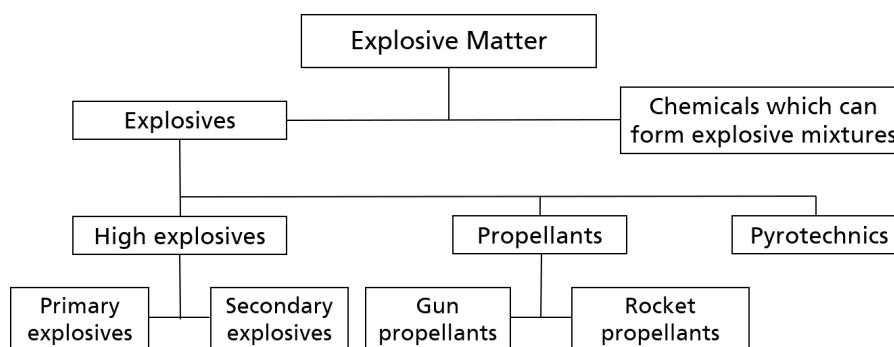 Explosive Matter
Explosives
Chemicals which can
form explosive mixtures
High explosives
Propellants
Pyrotechnics
Primary
explosives
Secondary
explosives
Gun
propellants
Rocket
propellants